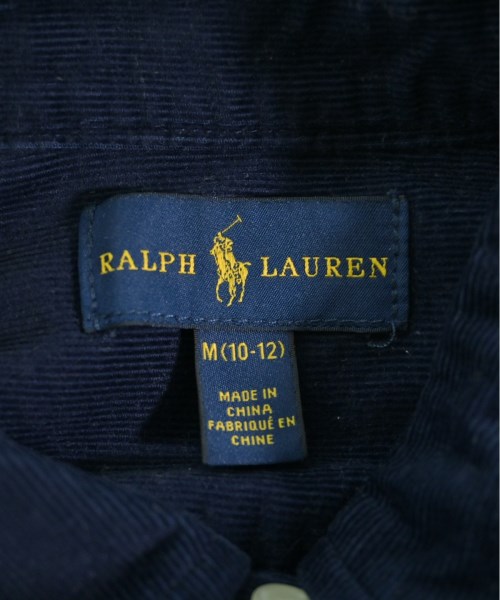 RALPH LAUREN
M(10-12)
MADE IN
CHINA
FABRIQUÉ EN
CHINE